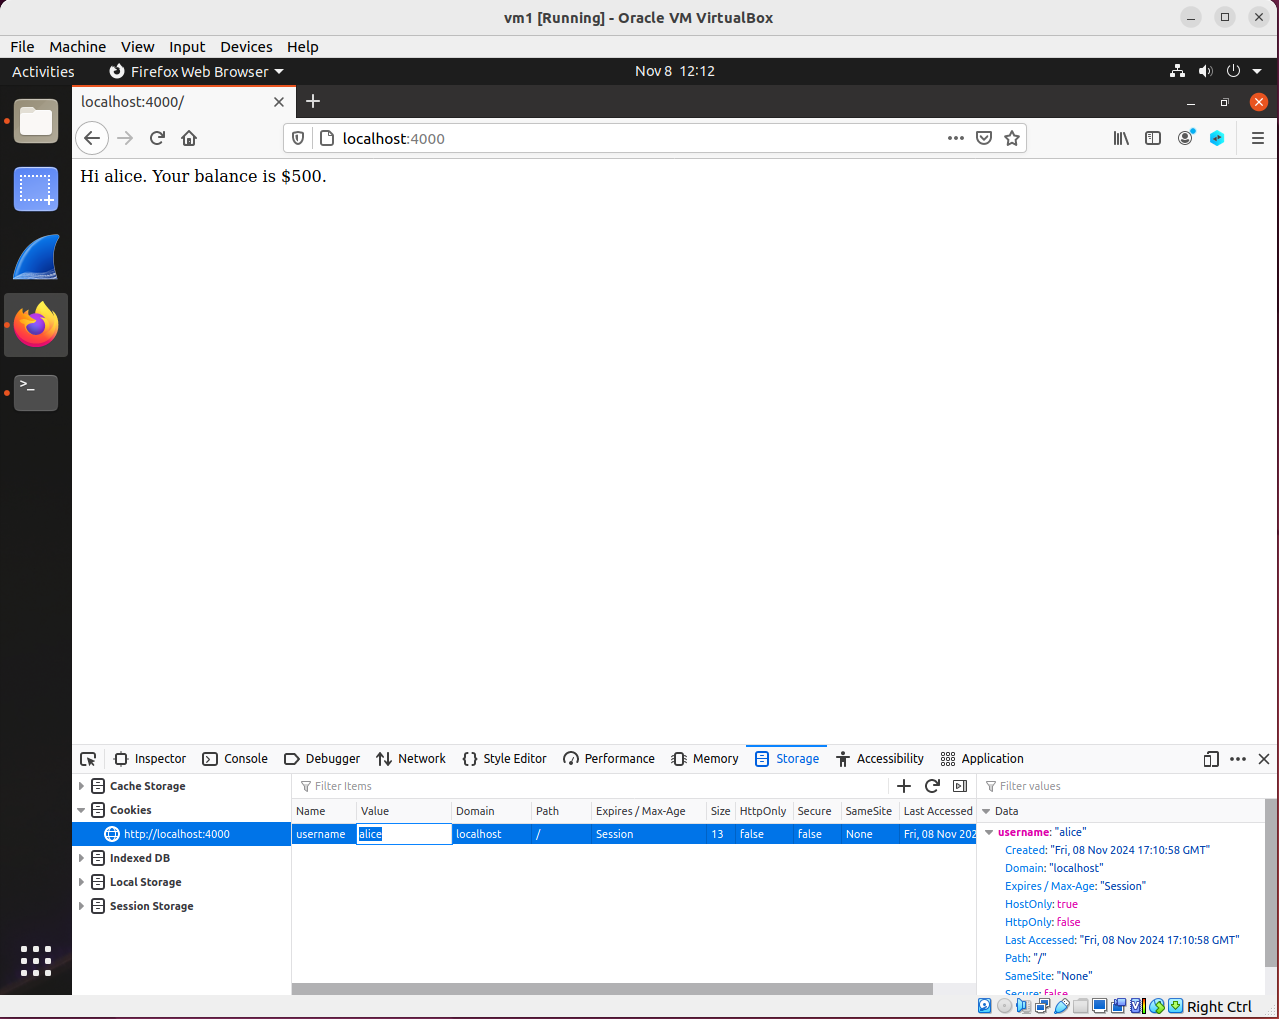 vm1 [Running] - Oracle VM VirtualBox
File Machine View Input Devices Help
Activities Firefox Web Browser Nov 8 12:12
localhost:4000/
localhost:4000
Hi alice. Your balance is $500.
>_
Inspector Console Debugger Network Style Editor Performance Memory Storage Accessibility Application
Cache Storage
Cookies
http://localhost:4000
Indexed DB
Local Storage
Session Storage
Filter Items
Name Value Domain Path Expires / Max-Age Size HttpOnly Secure SameSite Last Accessed
username alice localhost / Session 13 false false None Fri, 08 Nov 202
Filter values
Data
username: "alice"
Created: "Fri, 08 Nov 2024 17:10:58 GMT"
Domain: "localhost"
Expires / Max-Age: "Session"
HostOnly: true
HttpOnly: false
Last Accessed: "Fri, 08 Nov 2024 17:10:58 GMT"
Path: "/"
SameSite: "None"
Secure: false
Right Ctrl